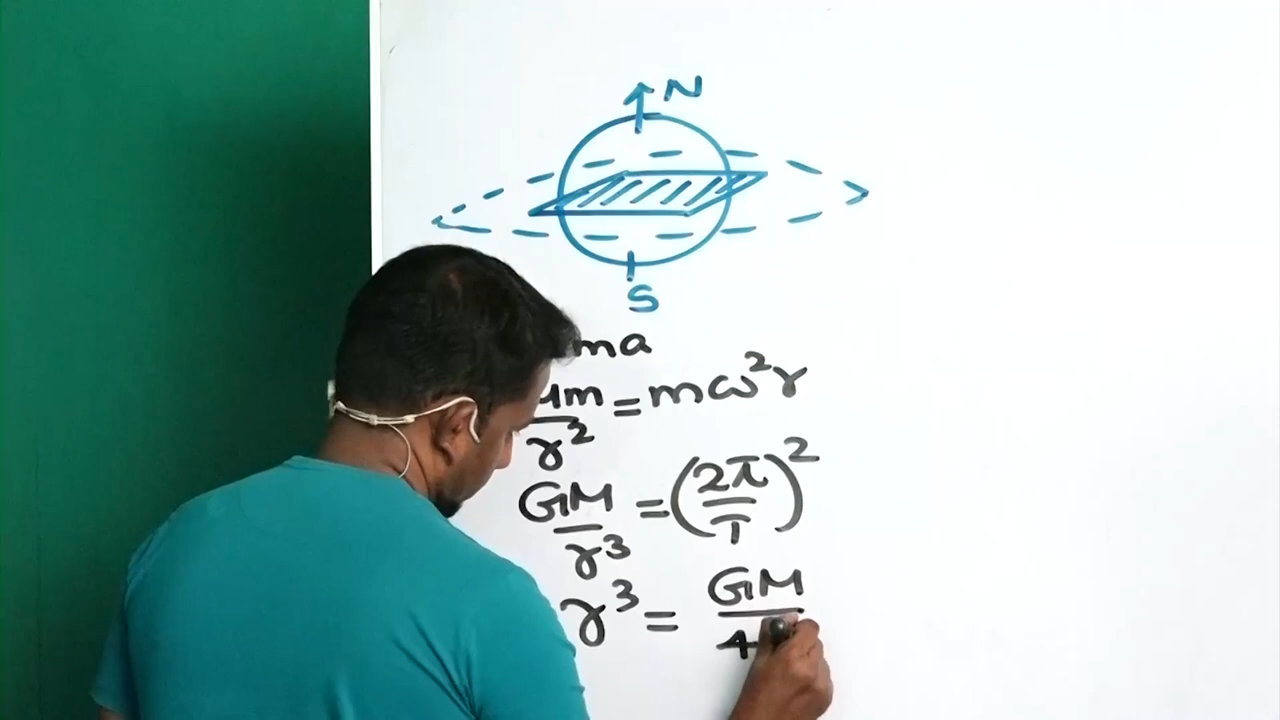 N
S
ma
m/r² = mω²r
GM/r³ = (2π/T)²
r³ = GM/4